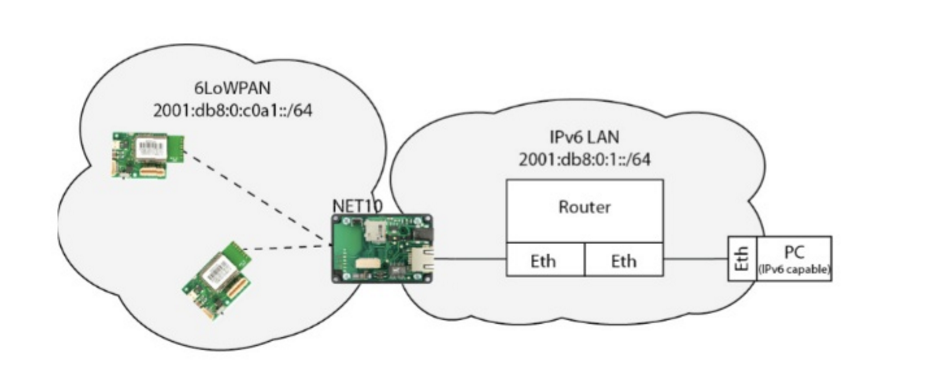 6LoWPAN
2001:db8:0:c0a1::/64
IPv6 LAN
2001:db8:0:1::/64
NET10
Router
Eth
Eth
Eth
PC
(IPv6 capable)